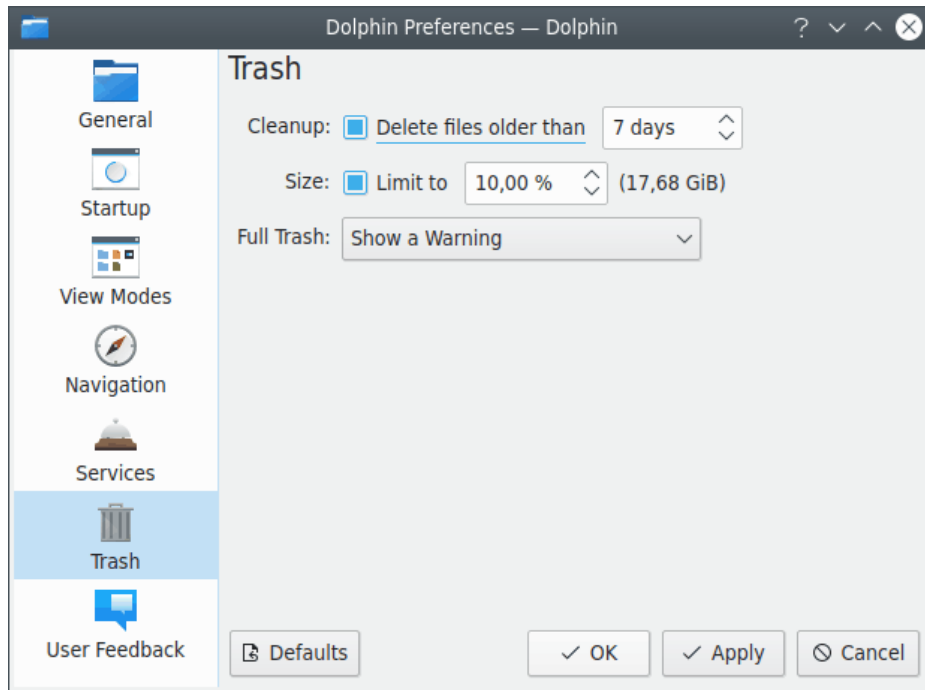 Dolphin Preferences — Dolphin
General
Startup
View Modes
Navigation
Services
Trash
User Feedback
Trash
Cleanup: Delete files older than 7 days
Size: Limit to 10,00 % (17,68 GiB)
Full Trash: Show a Warning
Defaults OK Apply Cancel